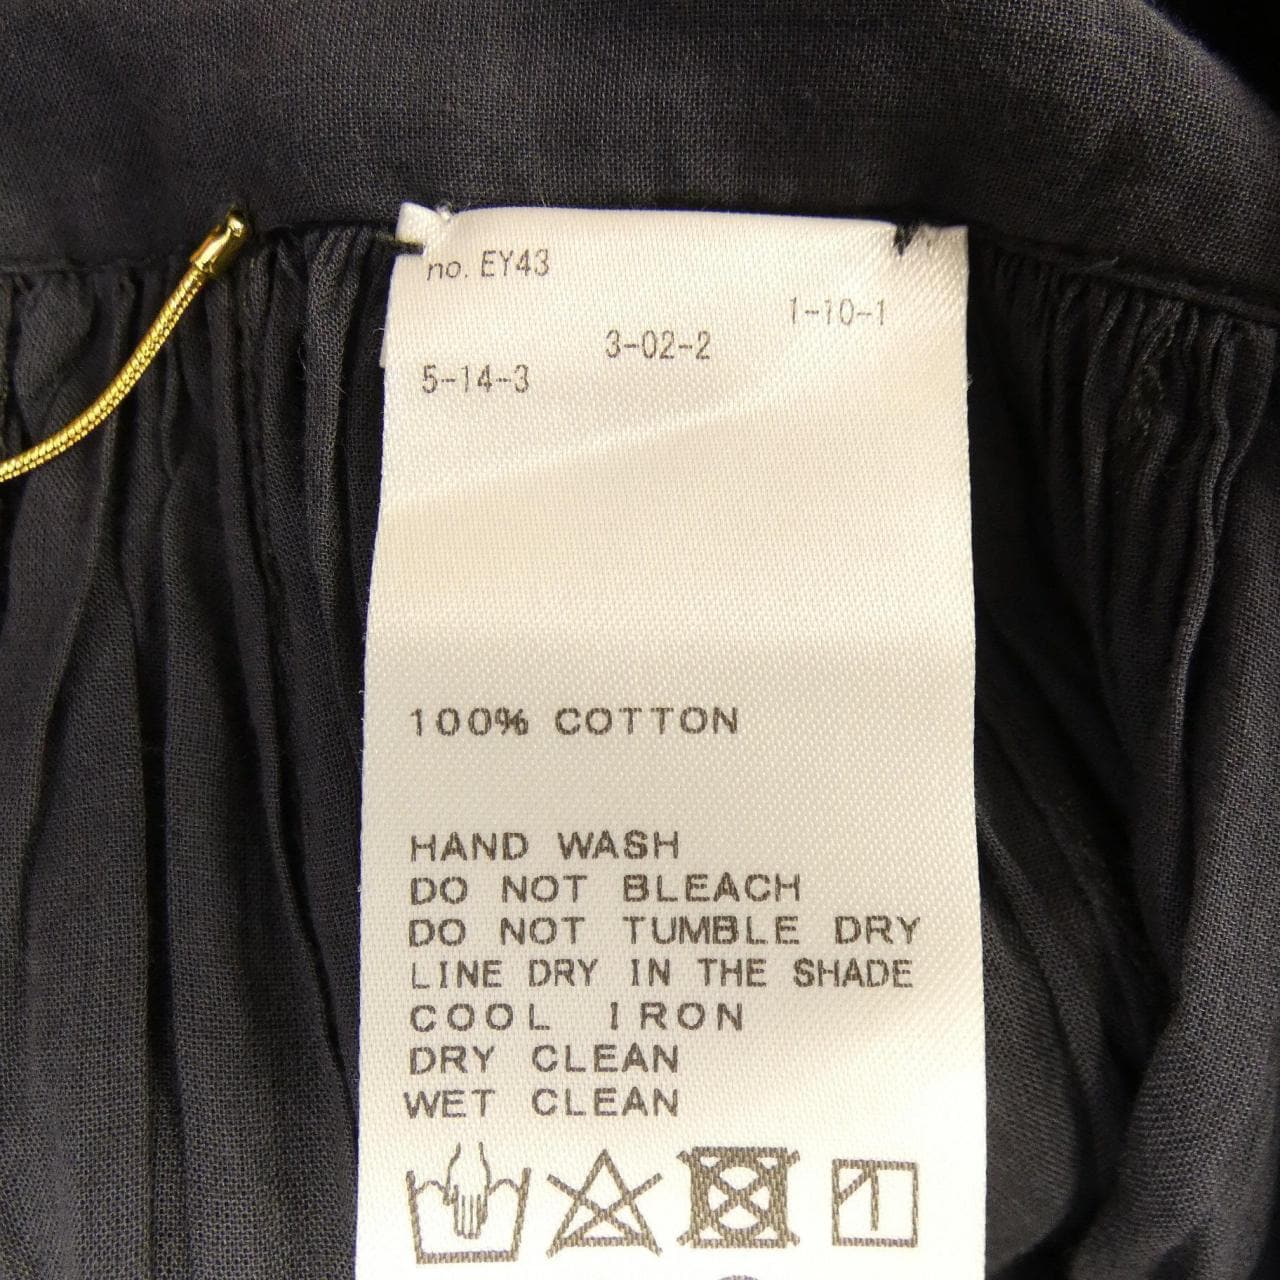 no. EY43
1-10-1
3-02-2
5-14-3
100% COTTON
HAND WASH
DO NOT BLEACH
DO NOT TUMBLE DRY
LINE DRY IN THE SHADE
COOL IRON
DRY CLEAN
WET CLEAN